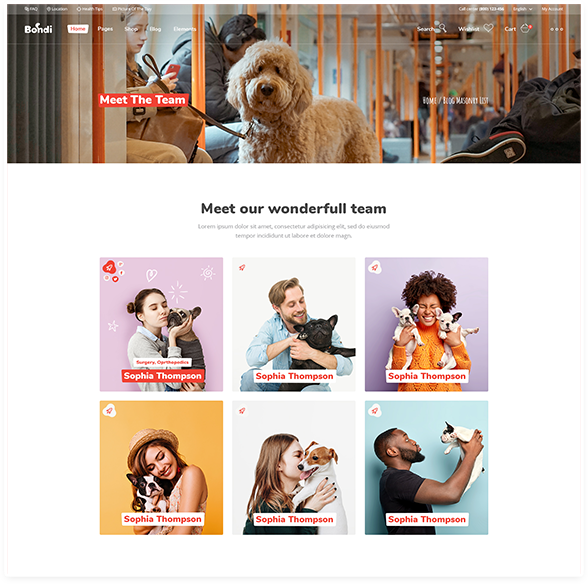 FAQ Location Health Tips Picture Of The Day Call center (800) 123-456 English My Account
Bondi Home Pages Shop Blog Elements Search Wishlist Cart
Meet The Team
Home / Blog Masonry List
Meet our wonderfull team
Lorem ipsum dolor sit amet, consectetur adipisicing elit, sed do eiusmod
tempor incididunt ut labore et dolore magn.
Surgery, Oprthapedics
Sophia Thompson
Sophia Thompson
Sophia Thompson
Sophia Thompson
Sophia Thompson
Sophia Thompson